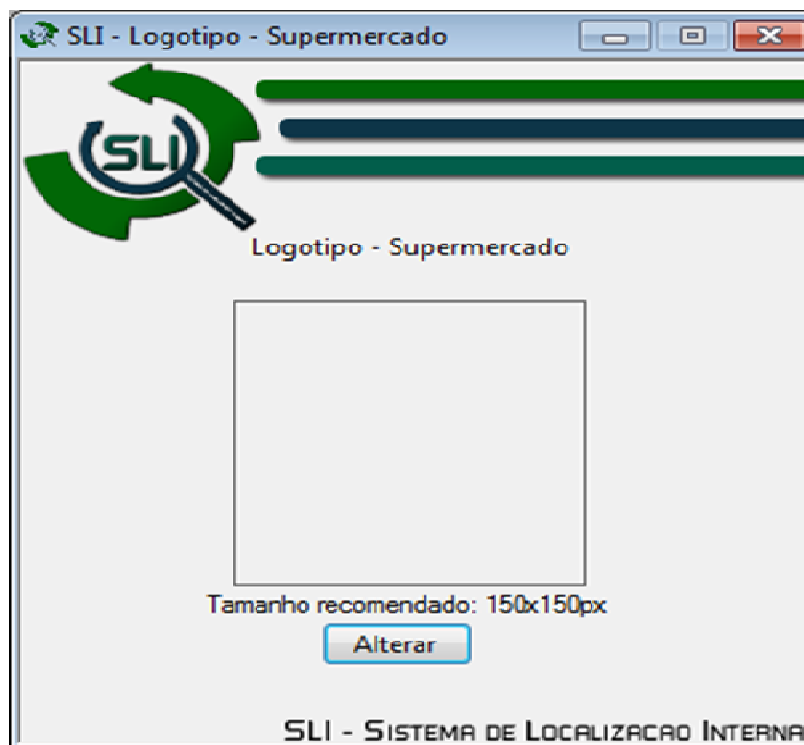 SLI - Logotipo - Supermercado
SLI
Logotipo - Supermercado
Tamanho recomendado: 150x150px
Alterar
SLI - SISTEMA DE LOCALIZACAO INTERNA